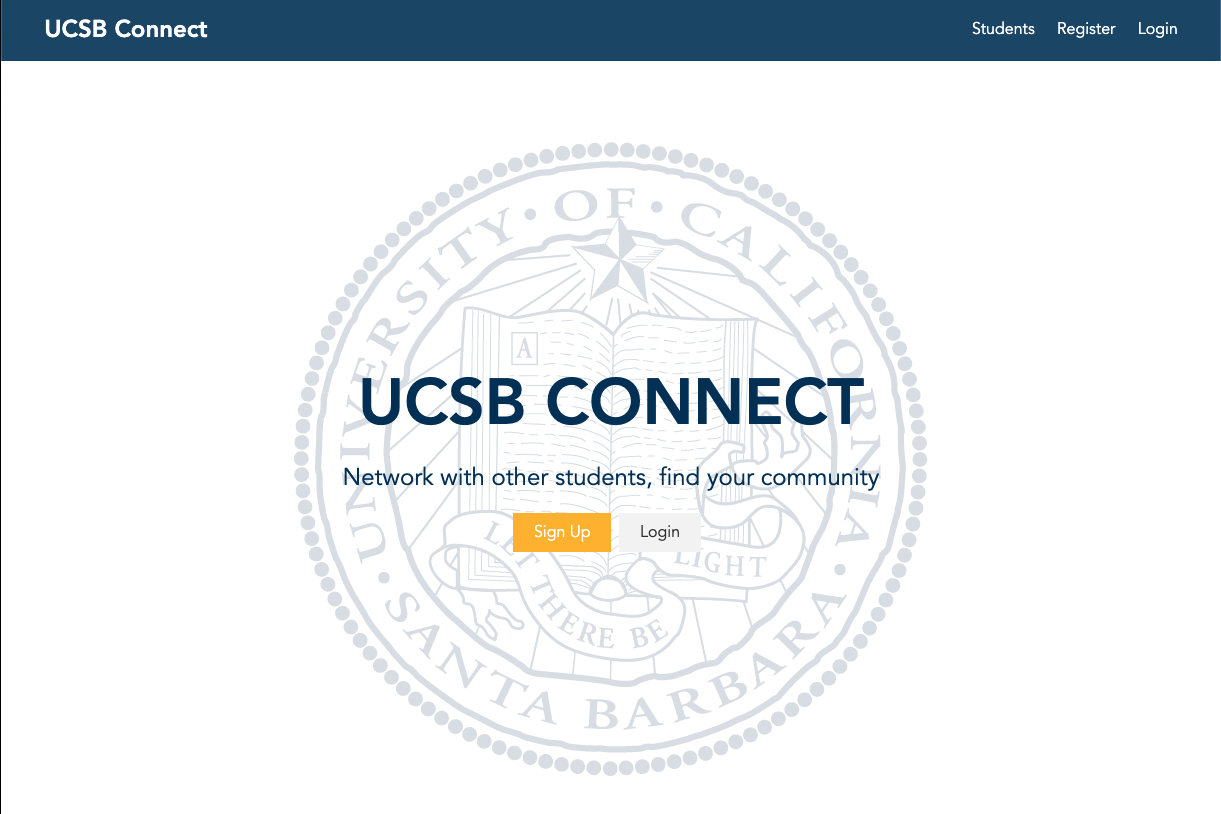 UCSB Connect
Students Register Login
UNIVERSITY · OF · CALIFORNIA · SANTA BARBARA ·
A
UCSB CONNECT
Network with other students, find your community
Sign Up Login
LET THERE BE LIGHT